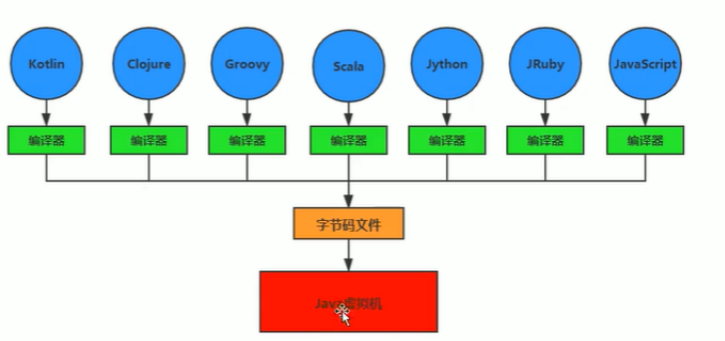 Kotlin
Clojure
Groovy
Scala
Jython
JRuby
JavaScript
编译器
编译器
编译器
编译器
编译器
编译器
编译器
字节码文件
Java虚拟机